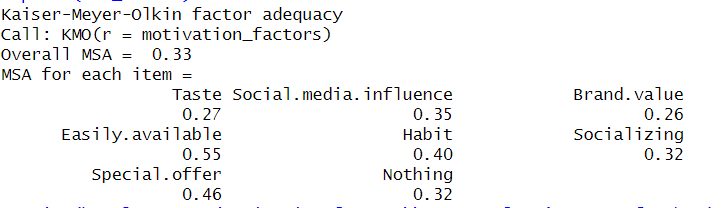 Kaiser-Meyer-Olkin factor adequacy
Call: KMO(r = motivation_factors)
Overall MSA =  0.33
MSA for each item =
Taste Social.media.influence Brand.value
0.27 0.35 0.26
Easily.available Habit Socializing
0.55 0.40 0.32
Special.offer Nothing
0.46 0.32